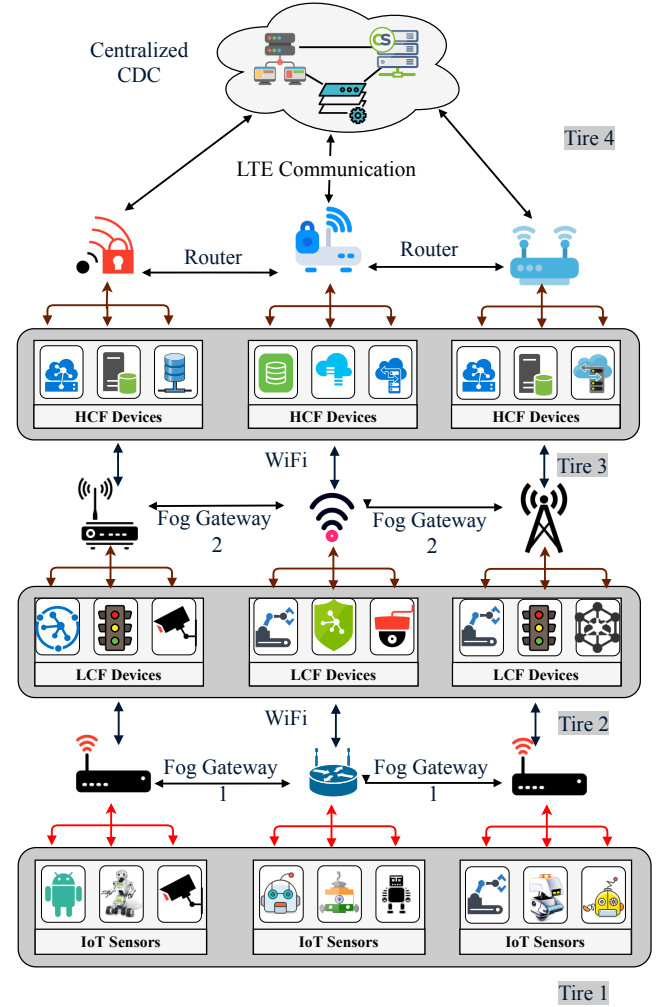 Centralized
CDC
CS
Tire 4
LTE Communication
Router
Router
HCF Devices
HCF Devices
HCF Devices
WiFi
Tire 3
Fog Gateway
2
Fog Gateway
2
LCF Devices
LCF Devices
LCF Devices
WiFi
Tire 2
Fog Gateway
1
Fog Gateway
1
IoT Sensors
IoT Sensors
IoT Sensors
Tire 1